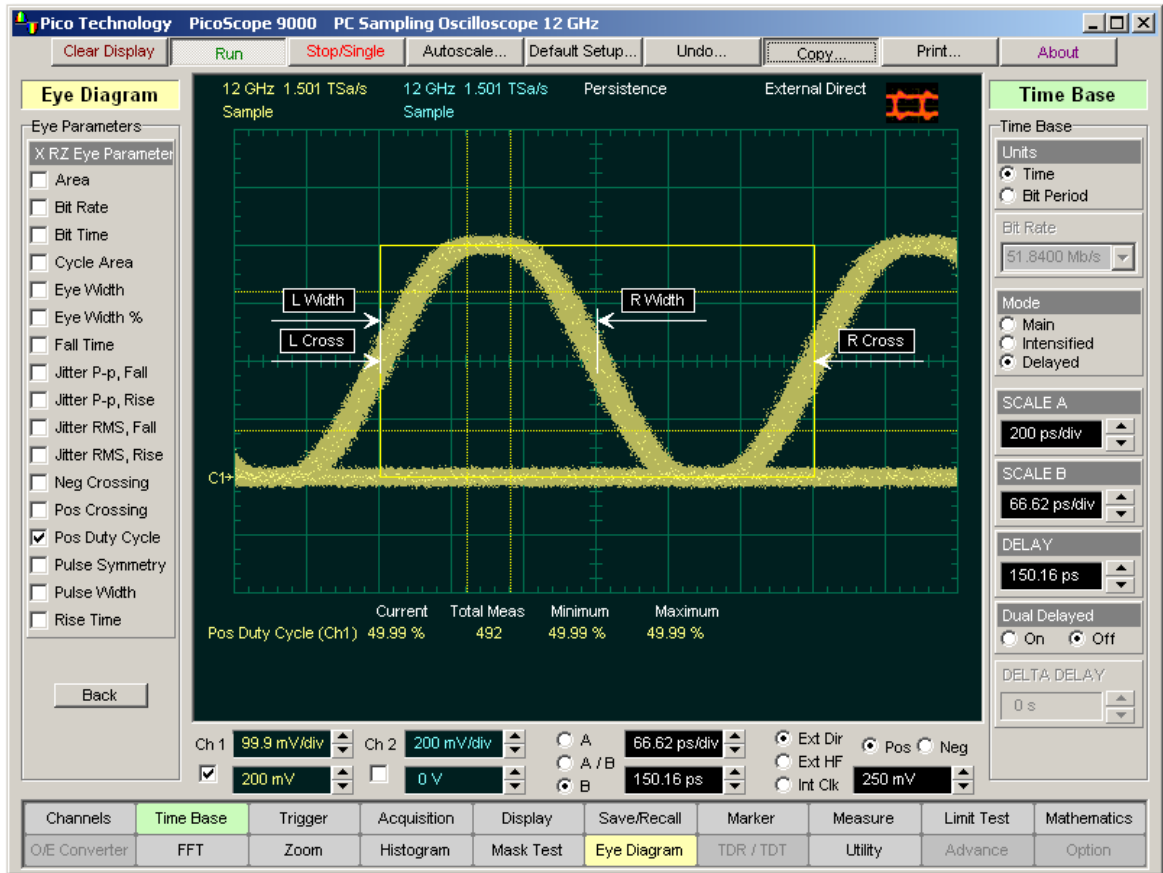 Pico Technology PicoScope 9000 PC Sampling Oscilloscope 12 GHz
Clear Display Run Stop/Single Autoscale... Default Setup... Undo... Copy... Print... About
Eye Diagram
Eye Parameters
X RZ Eye Parameter
Area
Bit Rate
Bit Time
Cycle Area
Eye Width
Eye Width %
Fall Time
Jitter P-p, Fall
Jitter P-p, Rise
Jitter RMS, Fall
Jitter RMS, Rise
Neg Crossing
Pos Crossing
Pos Duty Cycle
Pulse Symmetry
Pulse Width
Rise Time
Back
12 GHz 1.501 TSa/s 12 GHz 1.501 TSa/s Persistence External Direct
Sample Sample
L Width R Width
L Cross R Cross
C1
Current Total Meas Minimum Maximum
Pos Duty Cycle (Ch1) 49.99 % 492 49.99 % 49.99 %
Time Base
Time Base
Units
Time
Bit Period
Bit Rate
51.8400 Mb/s
Mode
Main
Intensified
Delayed
SCALE A
200 ps/div
SCALE B
66.62 ps/div
DELAY
150.16 ps
Dual Delayed
On Off
DELTA DELAY
0 s
Ch 1 99.9 mV/div Ch 2 200 mV/div A 66.62 ps/div Ext Dir Pos Neg
A / B Ext HF
200 mV 0 V B 150.16 ps Int Clk 250 mV
Channels Time Base Trigger Acquisition Display Save/Recall Marker Measure Limit Test Mathematics
O/E Converter FFT Zoom Histogram Mask Test Eye Diagram TDR / TDT Utility Advance Option